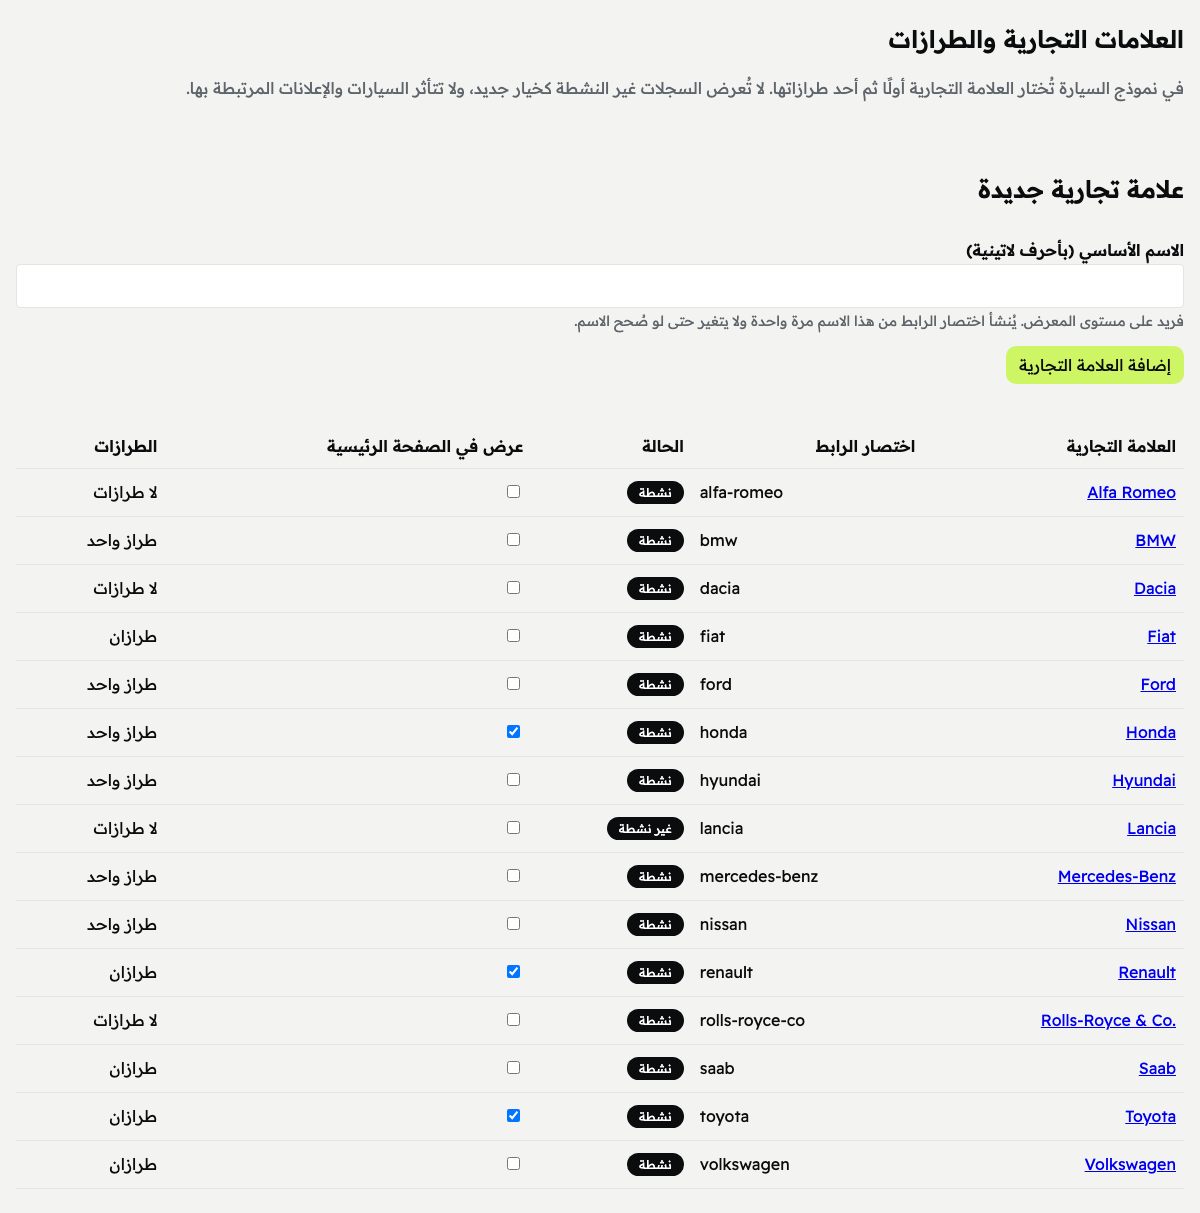 العلامات التجارية والطرازات
في نموذج السيارة تُختار العلامة التجارية أولًا ثم أحد طرازاتها. لا تُعرض السجلات غير النشطة كخيار جديد، ولا تتأثر السيارات والإعلانات المرتبطة بها.
علامة تجارية جديدة
الاسم الأساسي (بأحرف لاتينية)
فريد على مستوى المعرض. يُنشأ اختصار الرابط من هذا الاسم مرة واحدة ولا يتغير حتى لو صُحح الاسم.
إضافة العلامة التجارية
العلامة التجارية اختصار الرابط الحالة عرض في الصفحة الرئيسية الطرازات
Alfa Romeo alfa-romeo نشطة لا طرازات
BMW bmw نشطة طراز واحد
Dacia dacia نشطة لا طرازات
Fiat fiat نشطة طرازان
Ford ford نشطة طراز واحد
Honda honda نشطة طراز واحد
Hyundai hyundai نشطة طراز واحد
Lancia lancia غير نشطة لا طرازات
Mercedes-Benz mercedes-benz نشطة طراز واحد
Nissan nissan نشطة طراز واحد
Renault renault نشطة طرازان
Rolls-Royce & Co. rolls-royce-co نشطة لا طرازات
Saab saab نشطة طرازان
Toyota toyota نشطة طرازان
Volkswagen volkswagen نشطة طرازان